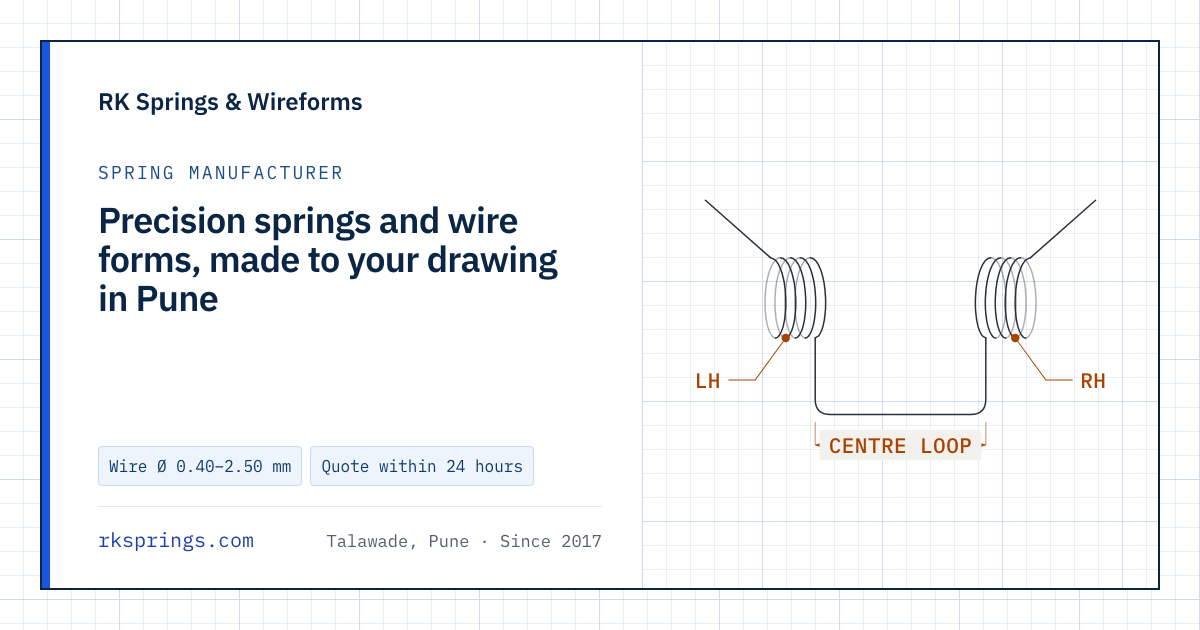 RK Springs & Wireforms
SPRING MANUFACTURER
Precision springs and wire
forms, made to your drawing
in Pune
Wire Ø 0.40–2.50 mm
Quote within 24 hours
rksprings.com
Talawade, Pune · Since 2017
LH
RH
CENTRE LOOP